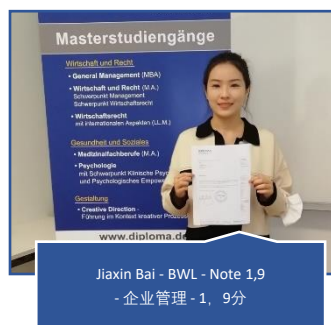 Masterstudiengänge
Wirtschaft und Recht
• General Management (MBA)
• Wirtschaft und Recht (M.A.)
Schwerpunkt Management
Schwerpunkt Wirtschaftsrecht
• Wirtschaftsrecht
mit internationalen Aspekten (LL.M.)
Gesundheit und Soziales
• Medizinalfachberufe (M.A.)
• Psychologie
mit Schwerpunkt Klinische
und Psychologisches
Gestaltung
• Creative Direction -
Führung im Kontext kreativer
www.diploma.de
Jiaxin Bai - BWL - Note 1,9
- 企业管理 - 1，9分